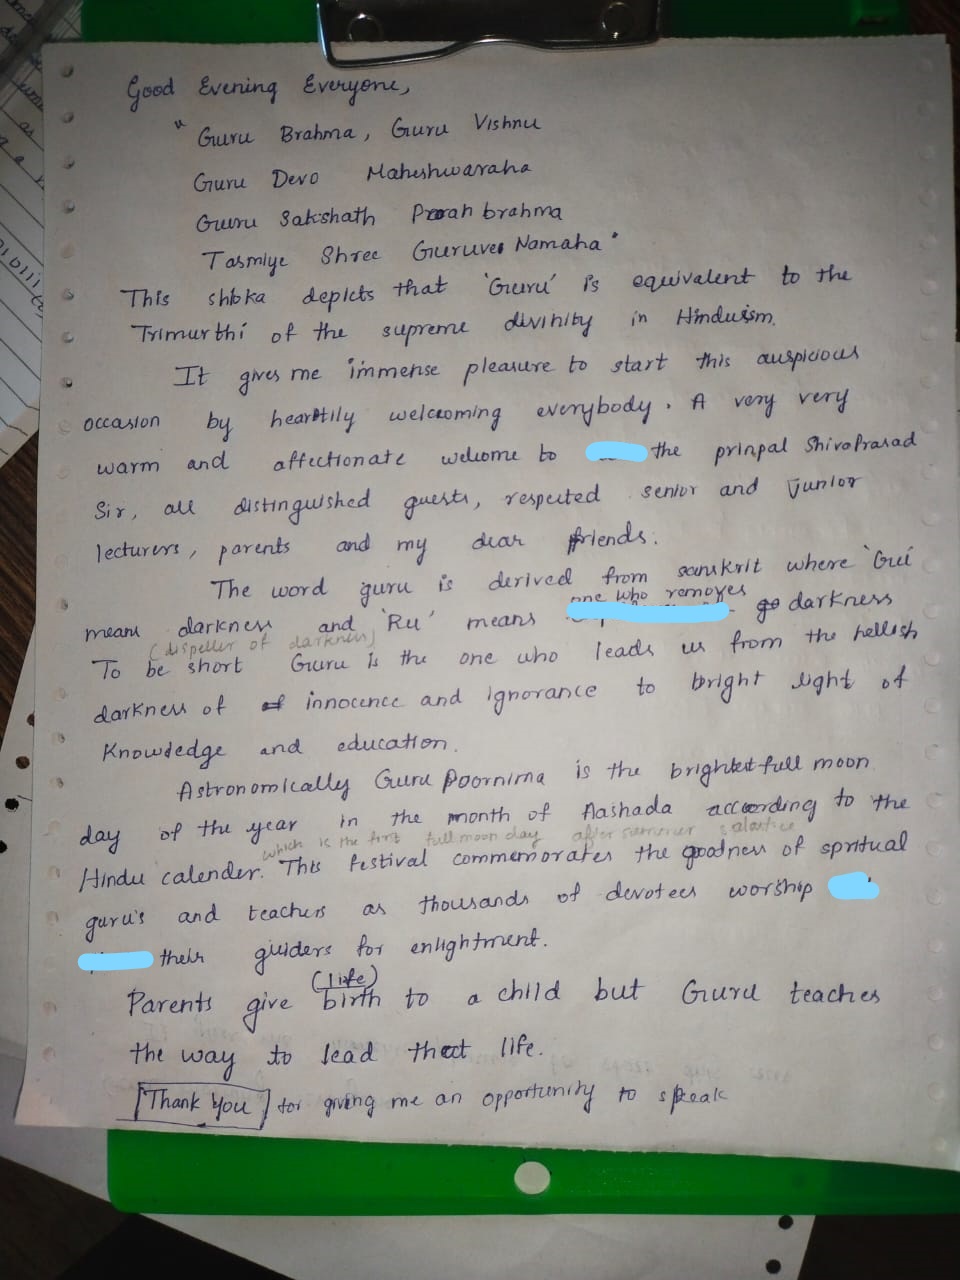 Good Evening Everyone,
" Guru Brahma, Guru Vishnu
Guru Devo Maheshwaraha
Guru Sakshath Parah brahma
Tasmiye Shree Guruve Namaha"
This shloka depicts that 'Guru' is equivalent to the
Trimurthi of the supreme divinity in Hinduism.
It gives me immense pleasure to start this auspicious
occasion by heartily welcoming everybody. A very very
warm and affectionate welcome to the prinpal ShivaPrasad
Sir, all distinguished guests, respected senior and junior
lecturers, parents and my dear friends.
The word guru is derived from sanskrit where 'Gu'
means darkness and 'Ru' means one who removes darkness
(dispeller of darkness)
To be short Guru is the one who leads us from the hellish
darkness of innocence and ignorance to bright light of
Knowledge and education.
Astronomically Guru Poornima is the brightest full moon
day of the year in the month of Aashada according to the
which is the first full moon day after summer solastice
Hindu calender. This festival commemorates the goodness of spritual
guru's and teachers as thousands of devotees worship
their guiders for enlightment.
(life)
Parents give birth to a child but Guru teaches
the way to lead that life.
[Thank You] for giving me an opportunity to speak